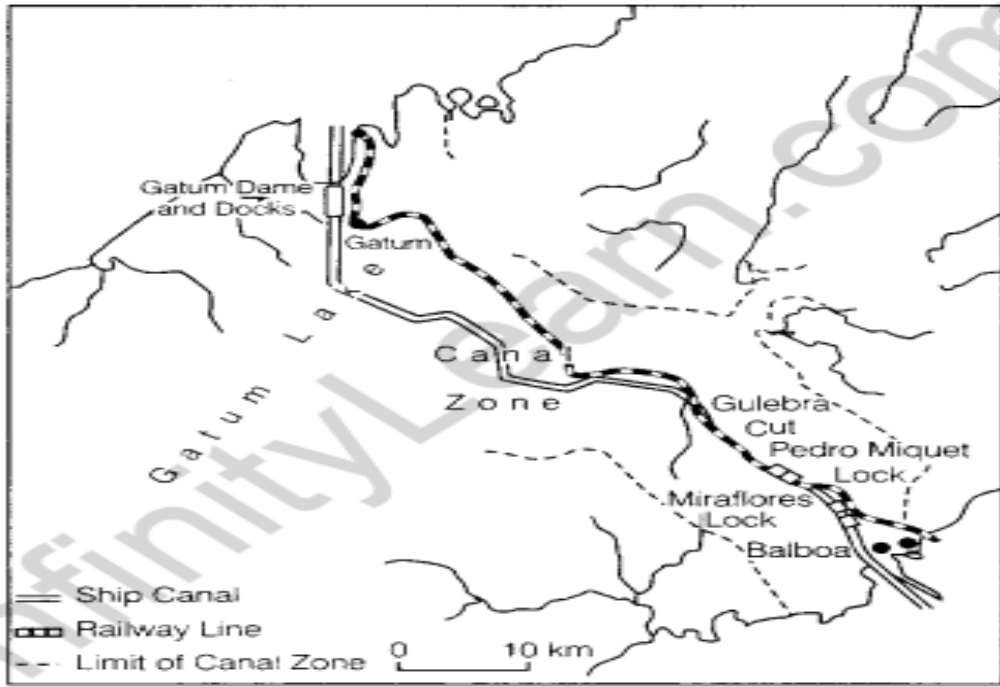 Gatum Dame
and Docks
Gatum
Gatum Lae
Canal
Zone
Gulebra
Cut
Pedro Miquet
Lock
Miraflores
Lock
Balboa
Ship Canal
Railway Line
Limit of Canal Zone
0 10 km
infinityLearn.com